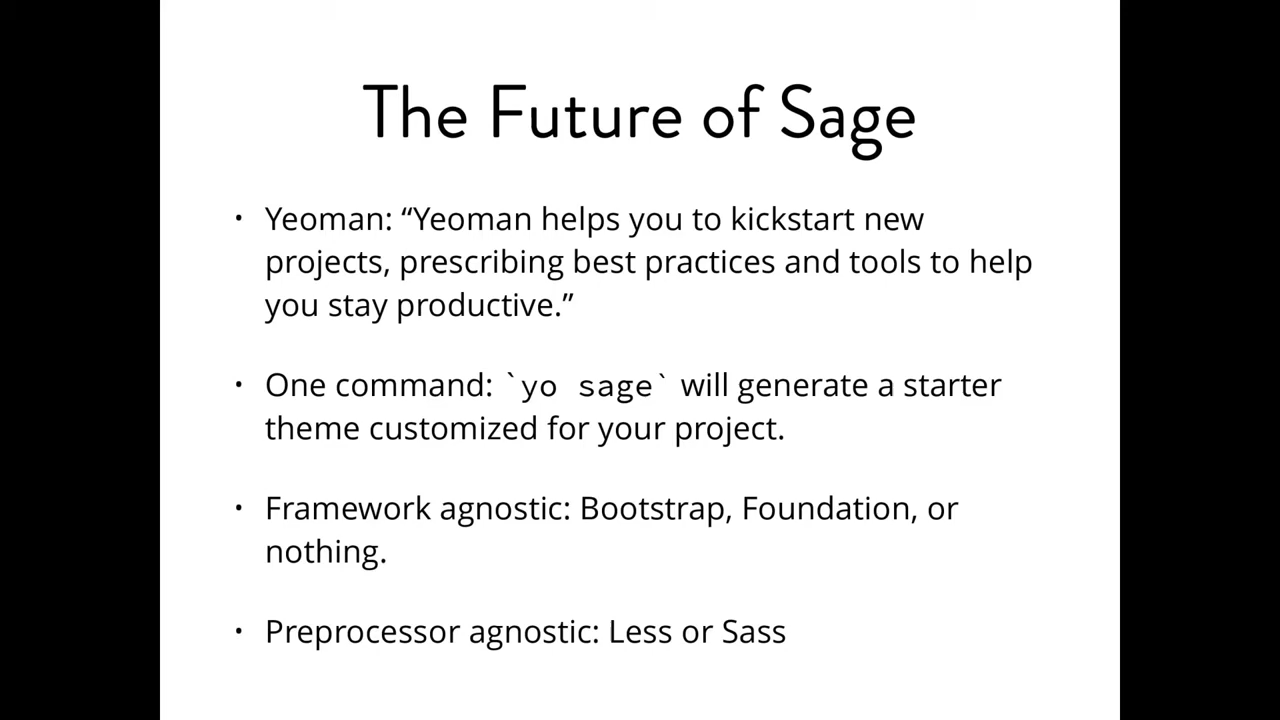 The Future of Sage
• Yeoman: “Yeoman helps you to kickstart new
projects, prescribing best practices and tools to help
you stay productive.”
• One command: `yo sage` will generate a starter
theme customized for your project.
• Framework agnostic: Bootstrap, Foundation, or
nothing.
• Preprocessor agnostic: Less or Sass